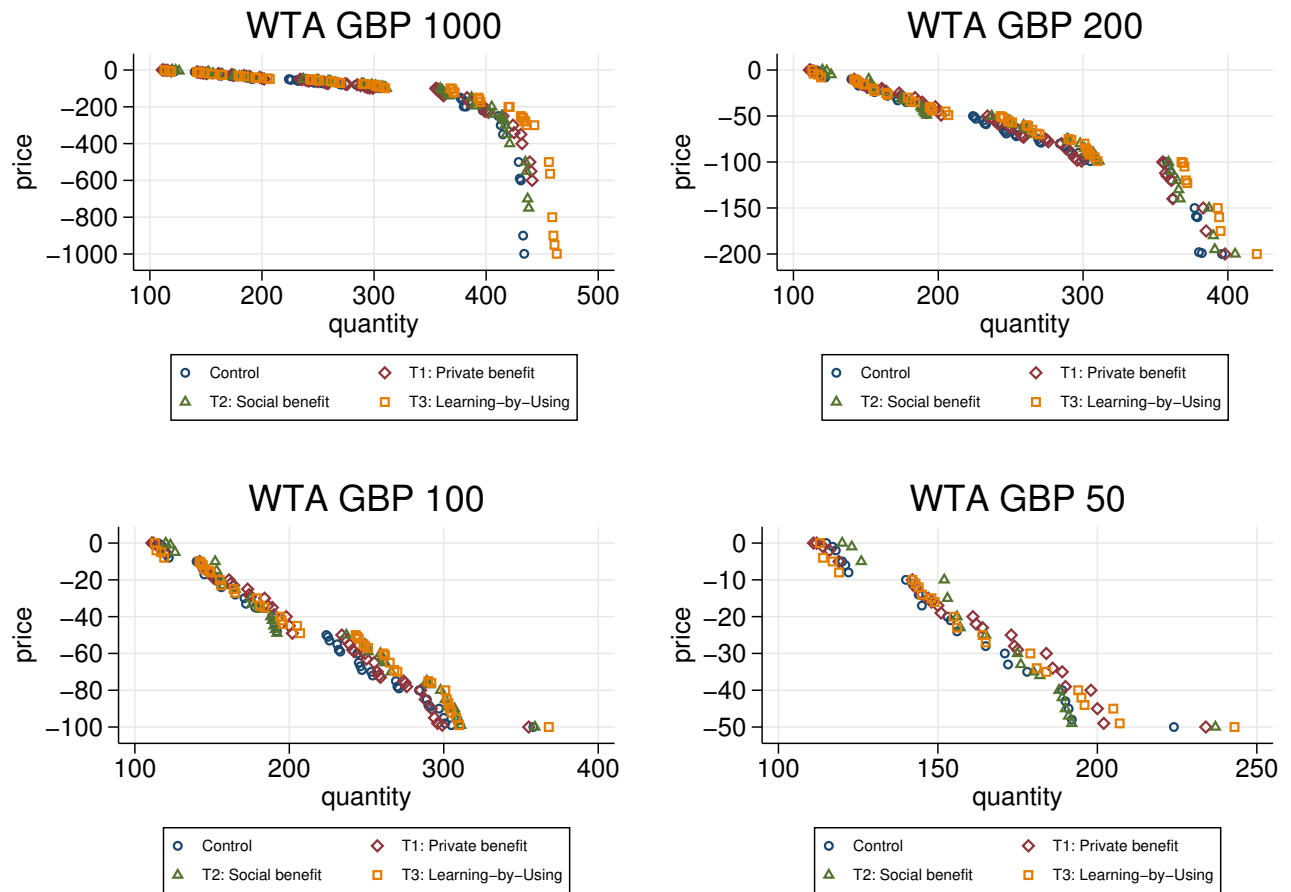 WTA GBP 1000
price
0
−200
−400
−600
−800
−1000
100 200 300 400 500
quantity
Control
T1: Private benefit
T2: Social benefit
T3: Learning−by−Using
WTA GBP 200
price
0
−50
−100
−150
−200
100 200 300 400
quantity
Control
T1: Private benefit
T2: Social benefit
T3: Learning−by−Using
WTA GBP 100
price
0
−20
−40
−60
−80
−100
100 200 300 400
quantity
Control
T1: Private benefit
T2: Social benefit
T3: Learning−by−Using
WTA GBP 50
price
0
−10
−20
−30
−40
−50
100 150 200 250
quantity
Control
T1: Private benefit
T2: Social benefit
T3: Learning−by−Using